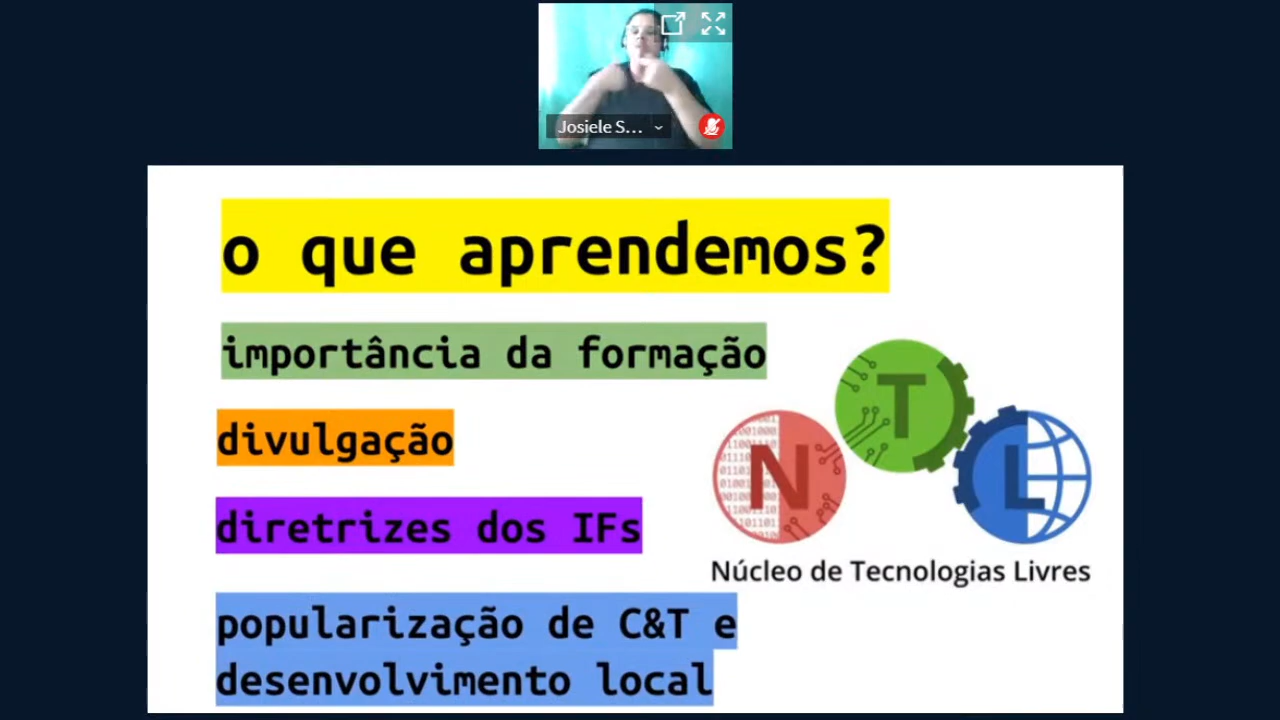 Josiele S...
o que aprendemos?
importância da formação
divulgação
diretrizes dos IFs
popularização de C&T e
desenvolvimento local
N T L
Núcleo de Tecnologias Livres